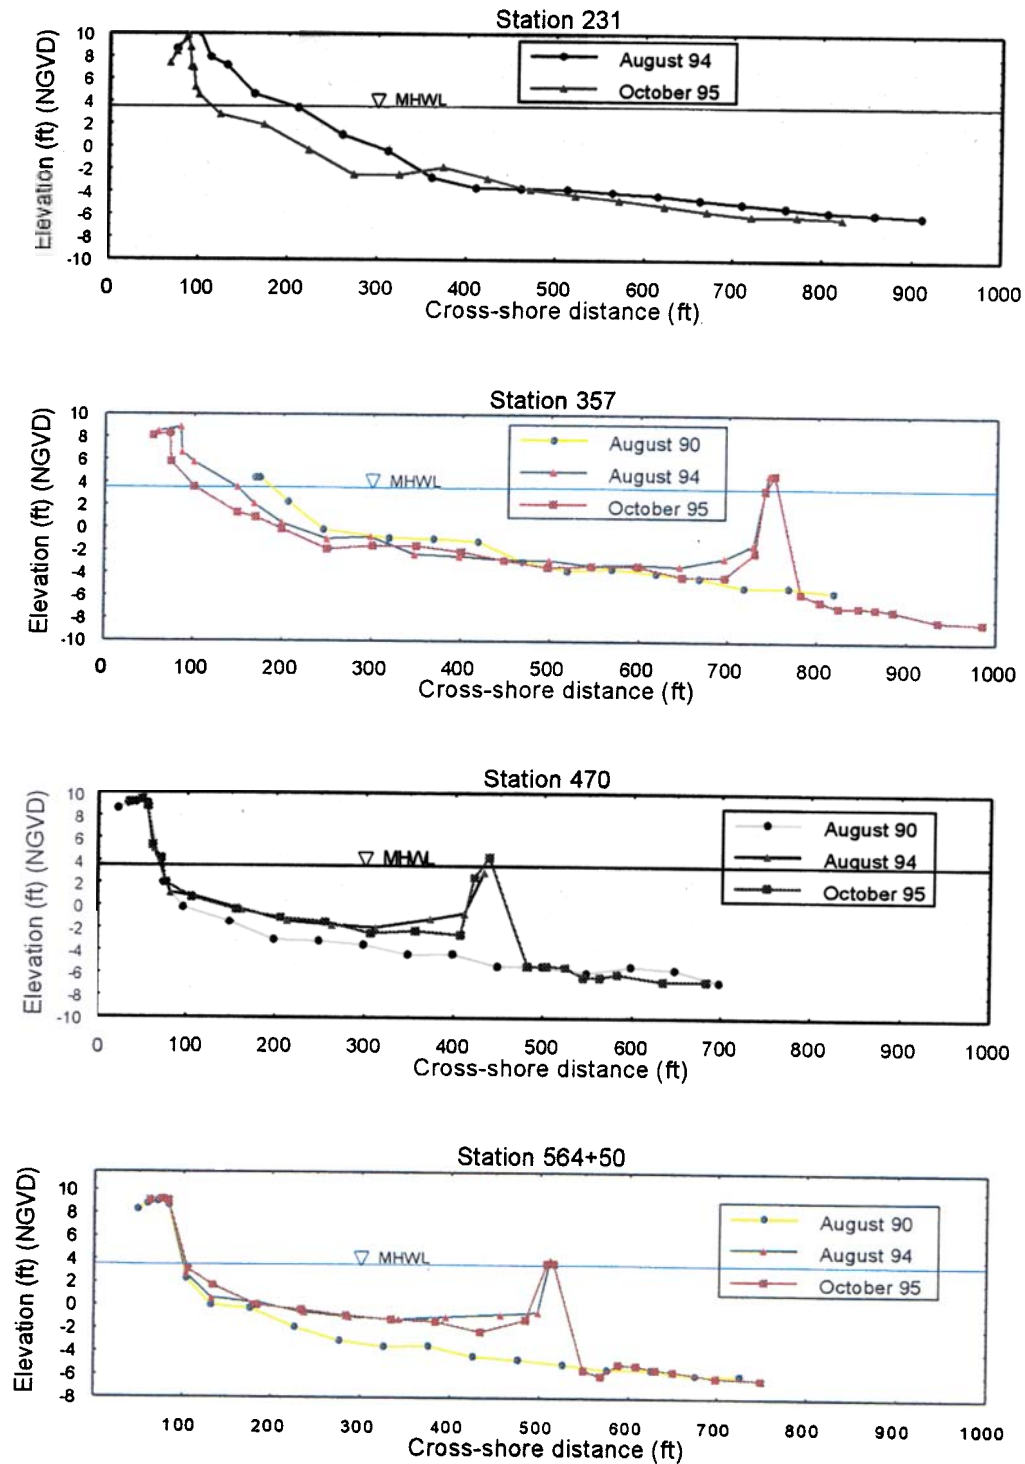 Station 231
Elevation (ft) (NGVD)
10
8
6
4
2
0
-2
-4
-6
-8
-10
August 94
October 95
MHWL
0 100 200 300 400 500 600 700 800 900 1000
Cross-shore distance (ft)
Station 357
Elevation (ft) (NGVD)
10
8
6
4
2
0
-2
-4
-6
-8
-10
August 90
August 94
October 95
MHWL
0 100 200 300 400 500 600 700 800 900 1000
Cross-shore distance (ft)
Station 470
Elevation (ft) (NGVD)
10
8
6
4
2
0
-2
-4
-6
-8
-10
August 90
August 94
October 95
MHWL
0 100 200 300 400 500 600 700 800 900 1000
Cross-shore distance (ft)
Station 564+50
Elevation (ft) (NGVD)
10
8
6
4
2
0
-2
-4
-6
-8
August 90
August 94
October 95
MHWL
100 200 300 400 500 600 700 800 900 1000
Cross-shore distance (ft)